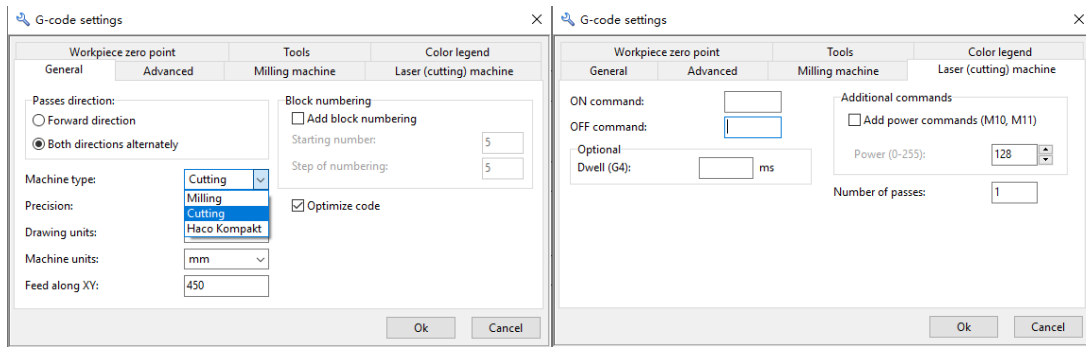 G-code settings
Workpiece zero point Tools Color legend
General Advanced Milling machine Laser (cutting) machine
Passes direction:
Forward direction
Both directions alternately
Block numbering
Add block numbering
Starting number: 5
Step of numbering: 5
Machine type: Cutting
Milling
Cutting
Haco Kompakt
Precision:
Optimize code
Drawing units:
Machine units: mm
Feed along XY: 450
Ok Cancel
G-code settings
Workpiece zero point Tools Color legend
General Advanced Milling machine Laser (cutting) machine
ON command:
OFF command:
Optional
Dwell (G4): ms
Additional commands
Add power commands (M10, M11)
Power (0-255): 128
Number of passes: 1
Ok Cancel